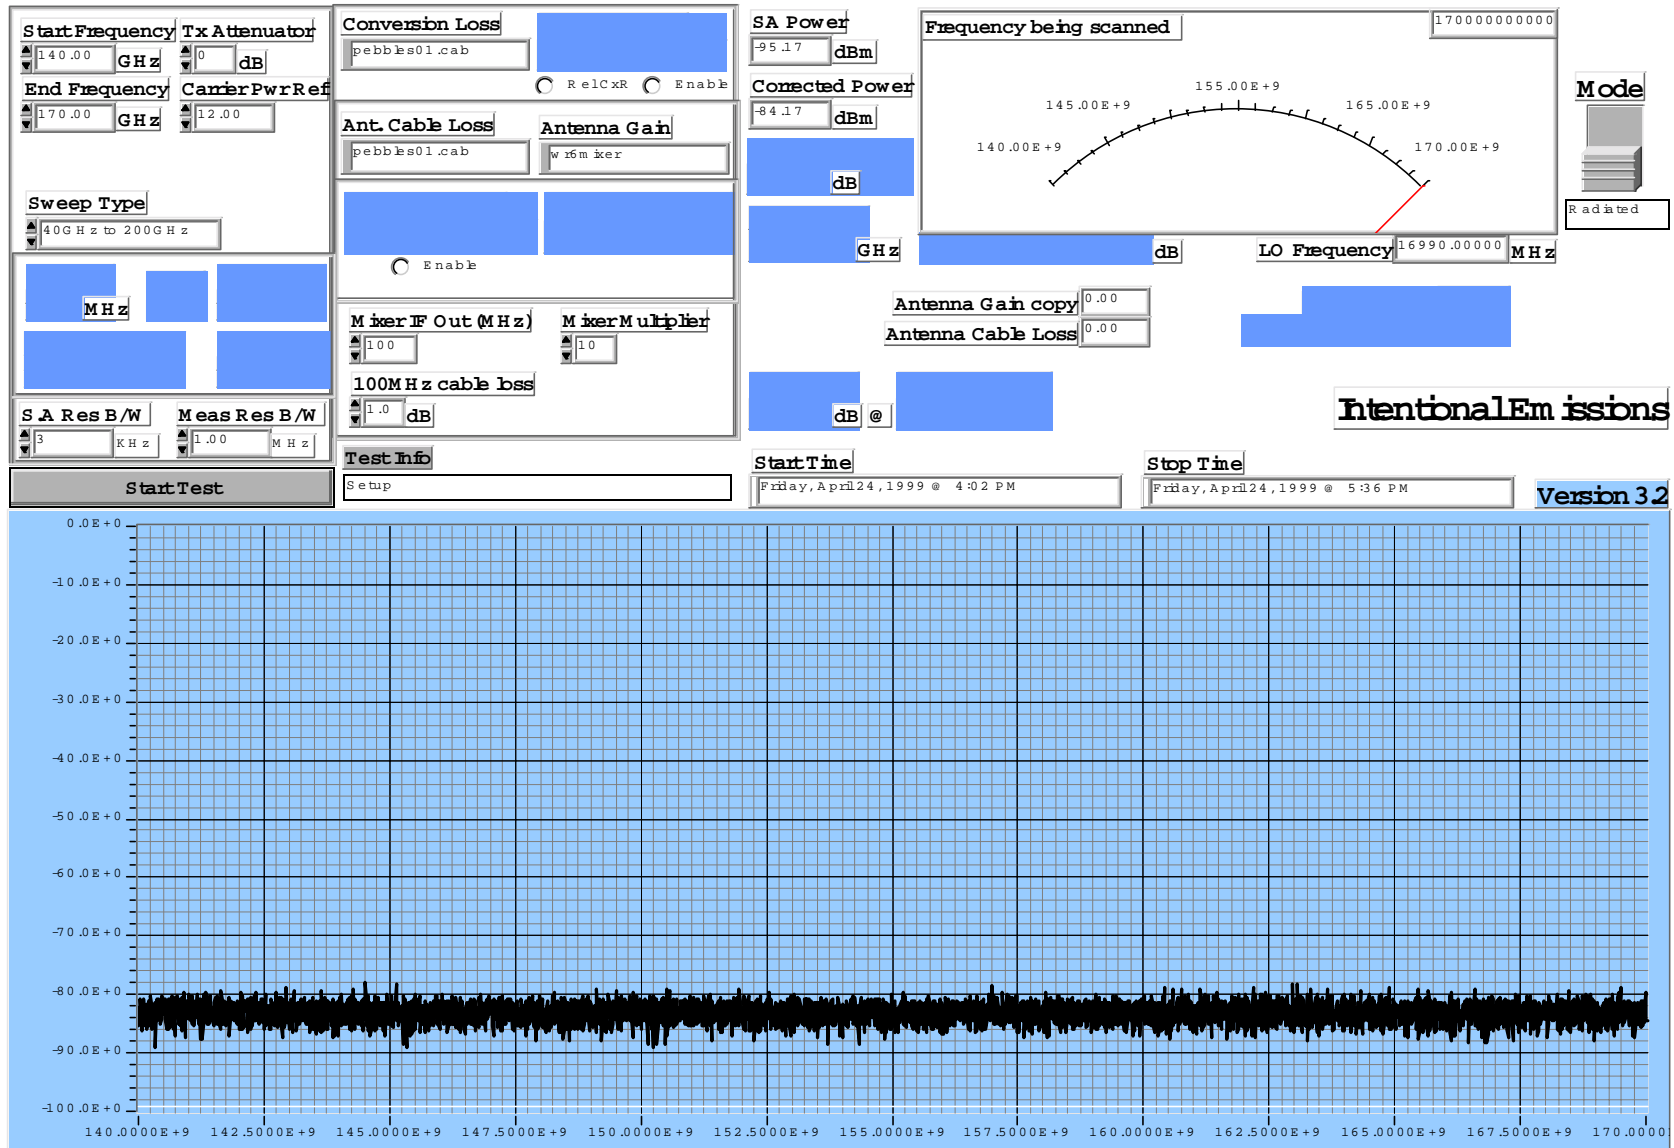 Start Frequency
140.00 GHz
Tx Attenuator
0 dB
End Frequency
170.00 GHz
Carrier Pwr Ref
12.00
Sweep Type
40GHz to 200GHz
MHz
S.A Res B/W
3 KHz
Meas Res B/W
1.00 MHz
Start Test
Conversion Loss
pebbles01.cab
RelCxR
Enable
Ant. Cable Loss
pebbles01.cab
Antenna Gain
wr6mixer
Enable
Mixer IF Out (MHz)
100
Mixer Multiplier
10
100MHz cable loss
1.0 dB
Test Info
Setup
SA Power
-95.17 dBm
Corrected Power
-84.17 dBm
dB
GHz
dB
Frequency being scanned
170000000000
140.00E+9
145.00E+9
155.00E+9
165.00E+9
170.00E+9
Mode
Radiated
LO Frequency 16990.00000 MHz
Antenna Gain copy 0.00
Antenna Cable Loss 0.00
dB @
Intentional Emissions
Start Time
Friday, April 24, 1999 @ 4:02 PM
Stop Time
Friday, April 24, 1999 @ 5:36 PM
Version 3.2
0.0E+0
-10.0E+0
-20.0E+0
-30.0E+0
-40.0E+0
-50.0E+0
-60.0E+0
-70.0E+0
-80.0E+0
-90.0E+0
-100.0E+0
140.0000E+9 142.5000E+9 145.0000E+9 147.5000E+9 150.0000E+9 152.5000E+9 155.0000E+9 157.5000E+9 160.0000E+9 162.5000E+9 165.0000E+9 167.5000E+9 170.0000